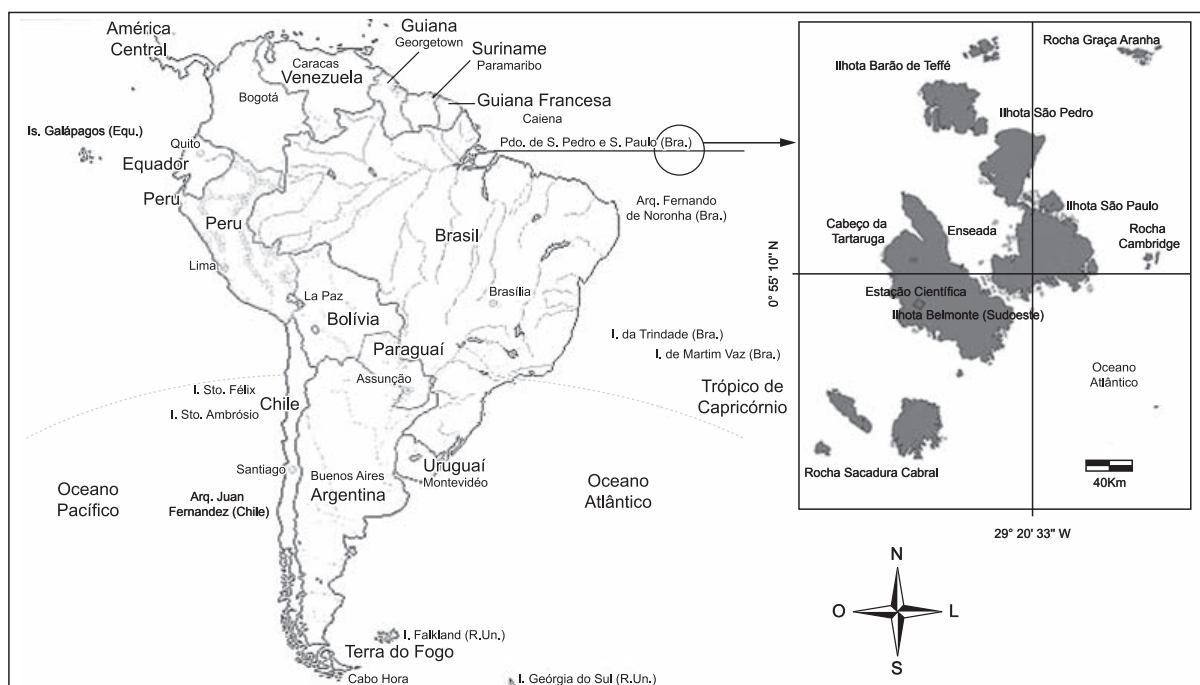 América
Central
Guiana
Georgetown
Suriname
Paramaribo
Caracas
Venezuela
Bogotá
Guiana Francesa
Caiena
Is. Galápagos (Equ.)
Quito
Pdo. de S. Pedro e S. Paulo (Bra.)
Equador
Peru
Peru
Arq. Fernando
de Noronha (Bra.)
Brasil
Lima
La Paz
Brasília
Bolívia
I. da Trindade (Bra.)
Paraguaí
I. de Martim Vaz (Bra.)
Assunção
I. Sto. Félix
Chile
Trópico de
Capricórnio
I. Sto. Ambrósio
Santiago
Buenos Aires
Uruguaí
Montevidéo
Argentina
Oceano
Pacífico
Oceano
Atlântico
Arq. Juan
Fernandez (Chile)
I. Falkland (R.Un.)
Terra do Fogo
Cabo Hora
I. Geórgia do Sul (R.Un.)
Rocha Graça Aranha
Ilhota Barão de Teffé
Ilhota São Pedro
Ilhota São Paulo
Cabeço da
Tartaruga
Enseada
Rocha
Cambridge
0° 55' 10" N
Estação Científica
Ilhota Belmonte (Sudoeste)
Oceano
Atlântico
Rocha Sacadura Cabral
40Km
29° 20' 33" W
N
O
L
S